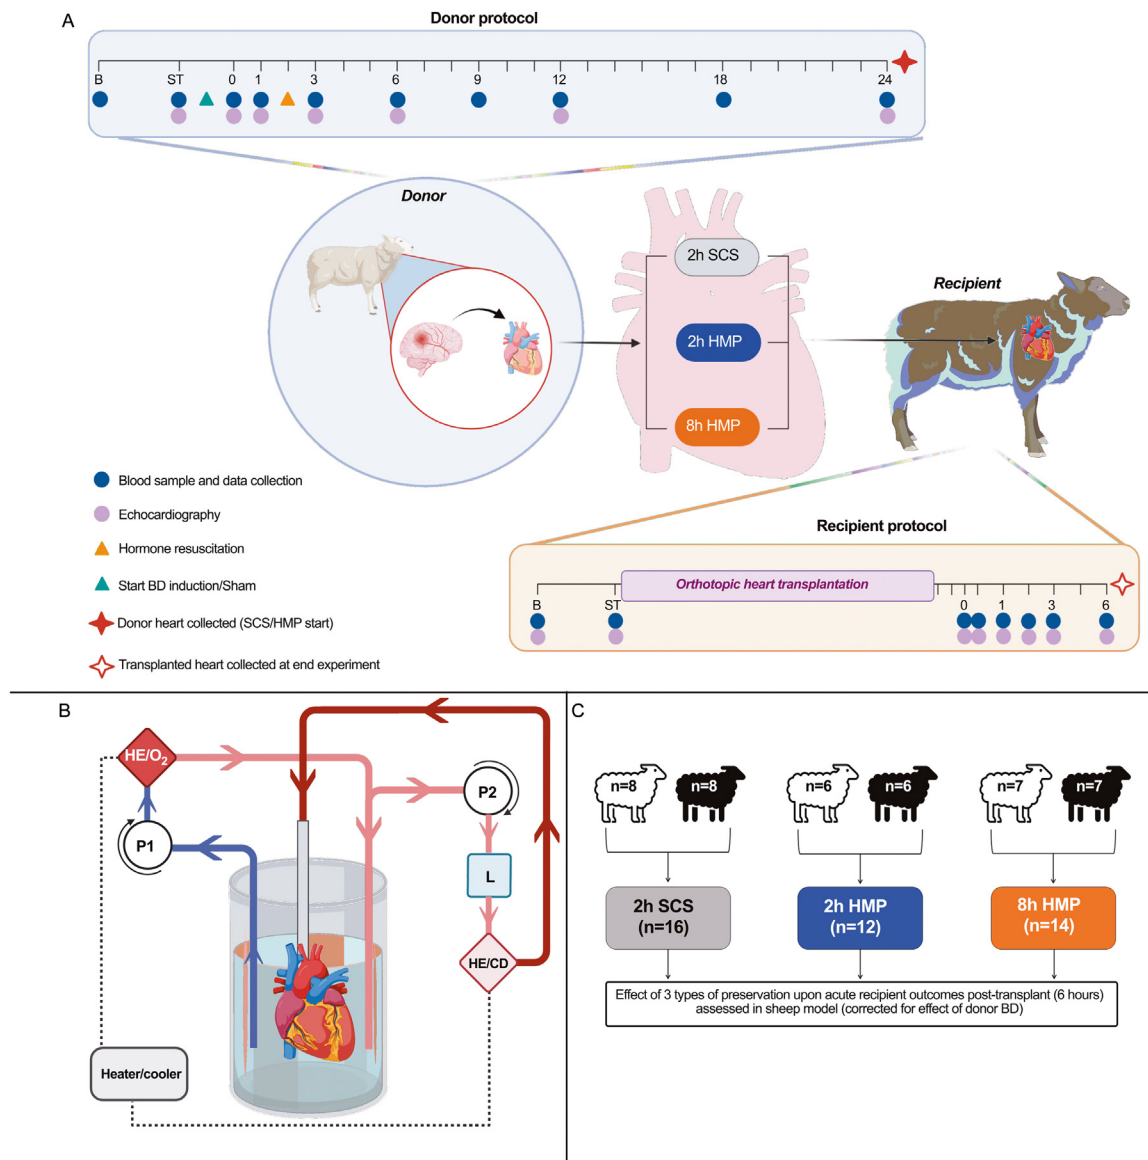 A
Donor protocol
B ST 0 1 3 6 9 12 18 24
Donor
2h SCS
2h HMP
8h HMP
Recipient
Blood sample and data collection
Echocardiography
Hormone resuscitation
Start BD induction/Sham
Donor heart collected (SCS/HMP start)
Transplanted heart collected at end experiment
Recipient protocol
Orthotopic heart transplantation
B ST 0 1 3 6
B
HE/O₂
P1
P2
L
HE/CD
Heater/cooler
C
n=8 n=8 n=6 n=6 n=7 n=7
2h SCS
(n=16)
2h HMP
(n=12)
8h HMP
(n=14)
Effect of 3 types of preservation upon acute recipient outcomes post-transplant (6 hours)
assessed in sheep model (corrected for effect of donor BD)